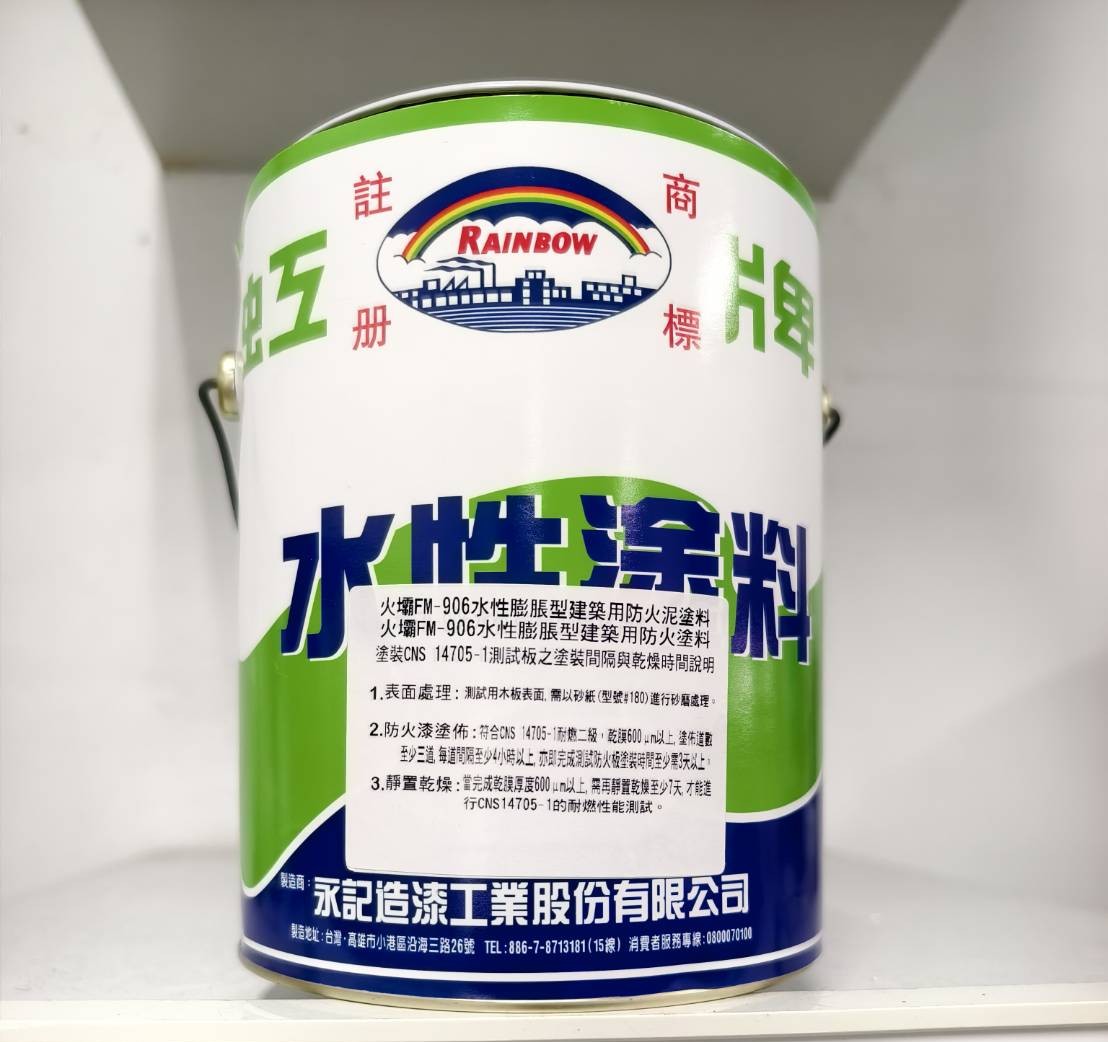 註 商
RAINBOW
虹 牌
册 標
水性塗料
火壩FM-906水性膨脹型建築用防火泥塗料
火壩FM-906水性膨脹型建築用防火塗料
塗裝CNS 14705-1測試板之塗裝間隔與乾燥時間說明
1.表面處理:測試用木板表面,需以砂紙(型號#180)進行砂磨處理。
2.防火漆塗佈:符合CNS 14705-1耐燃二級,乾膜600μm以上,塗佈道數
至少三道,每道間隔至少4小時以上,亦即完成測試防火板塗裝時間至少需3天以上。
3.靜置乾燥:當完成乾膜厚度600μm以上,需再靜置乾燥至少7天,才能進
行CNS14705-1的耐燃性能測試。
製造商:永記造漆工業股份有限公司
製造地址:台灣·高雄市小港區沿海三路26號 TEL:886-7-8713181(15線) 消費者服務專線:0800070100